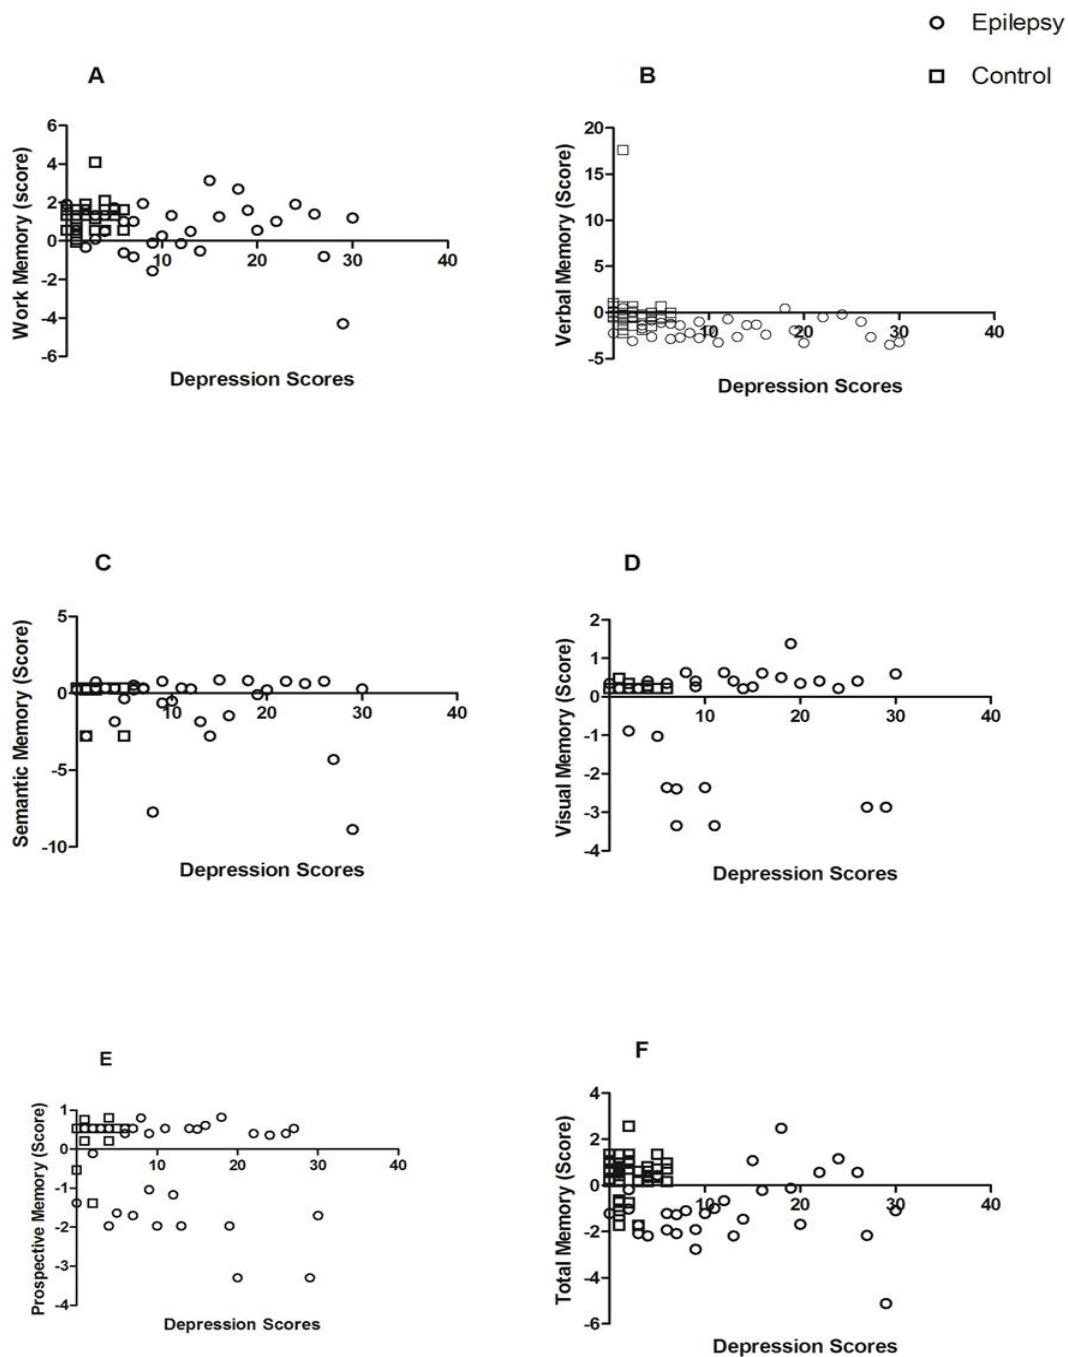 Epilepsy
Control
A
Work Memory (score)
6
4
2
0
-2
-4
-6
10 20 30 40
Depression Scores
B
Verbal Memory (Score)
20
15
10
5
0
-5
10 20 30 40
Depression Scores
C
Semantic Memory (Score)
5
0
-5
-10
10 20 30 40
Depression Scores
D
Visual Memory (Score)
2
1
0
-1
-2
-3
-4
10 20 30 40
Depression Scores
E
Prospective Memory (Score)
1
0
-1
-2
-3
-4
10 20 30 40
Depression Scores
F
Total Memory (Score)
4
2
0
-2
-4
-6
10 20 30 40
Depression Scores